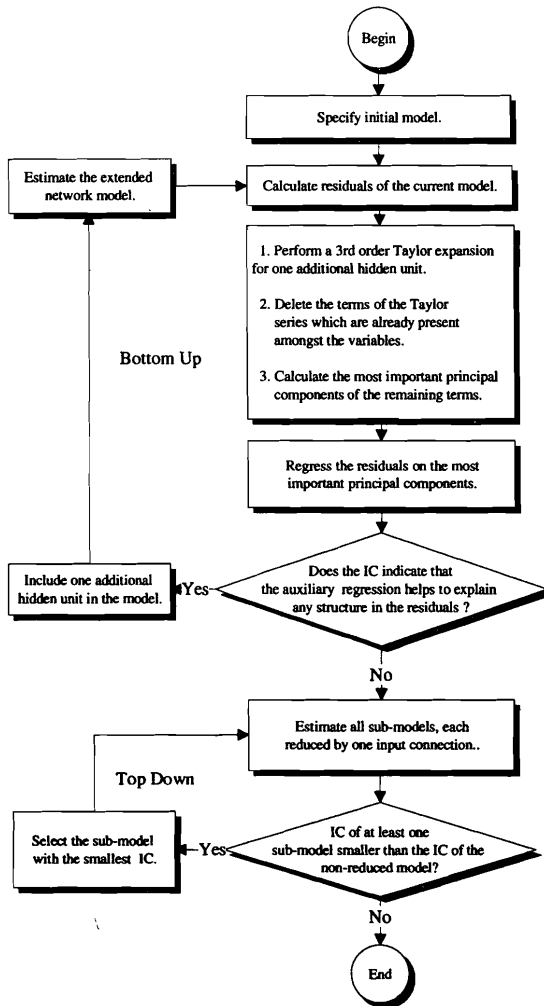 Begin
Specify initial model.
Estimate the extended
network model.
Calculate residuals of the current model.
1. Perform a 3rd order Taylor expansion
for one additional hidden unit.
2. Delete the terms of the Taylor
series which are already present
amongst the variables.
3. Calculate the most important principal
components of the remaining terms.
Bottom Up
Regress the residuals on the most
important principal components.
Does the IC indicate that
the auxiliary regression helps to explain
any structure in the residuals ?
Yes
Include one additional
hidden unit in the model.
No
Estimate all sub-models, each
reduced by one input connection..
Top Down
IC of at least one
sub-model smaller than the IC of the
non-reduced model?
Yes
Select the sub-model
with the smallest IC.
No
End